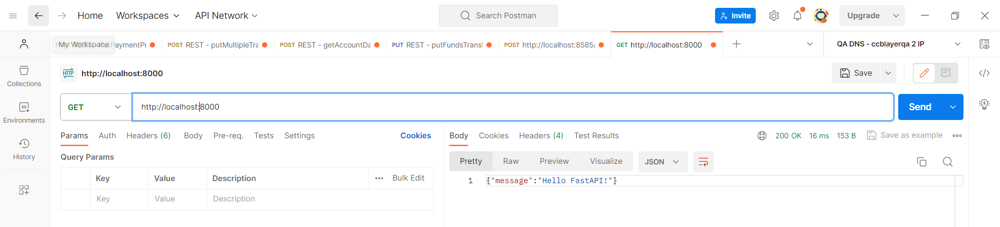 Home Workspaces API Network Search Postman Invite Upgrade
My Workspace POST REST - putMultipleTra POST REST - getAccountDa PUT REST - putFundsTransf POST http://localhost:8585/ GET http://localhost:8000 QA DNS - ccblayerqa 2 IP
HTTP http://localhost:8000 Save
Collections
GET http://localhost:8000 Send
Environments
Params Auth Headers (6) Body Pre-req. Tests Settings Cookies
Body Cookies Headers (4) Test Results 200 OK 16 ms 153 B Save as example
History
Query Params
Pretty Raw Preview Visualize JSON
Key Value Description Bulk Edit
1 {"message":"Hello FastAPI!"}
Key Value Description